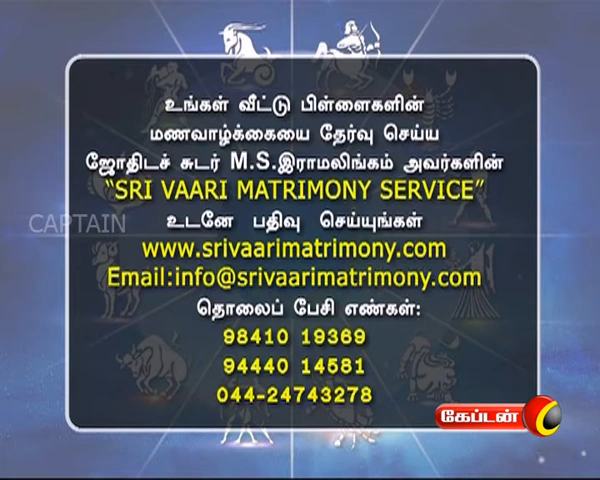 உங்கள் வீட்டு பிள்ளைகளின்
மணவாழ்க்கையை தேர்வு செய்ய
ஜோதிடச் சுடர் M.S.இராமலிங்கம் அவர்களின்
“SRI VAARI MATRIMONY SERVICE”
CAPTAIN
உடனே பதிவு செய்யுங்கள்
www.srivaarimatrimony.com
Email:info@srivaarimatrimony.com
தொலைப் பேசி எண்கள்:
98410 19369
94440 14581
044-24743278
கேப்டன்